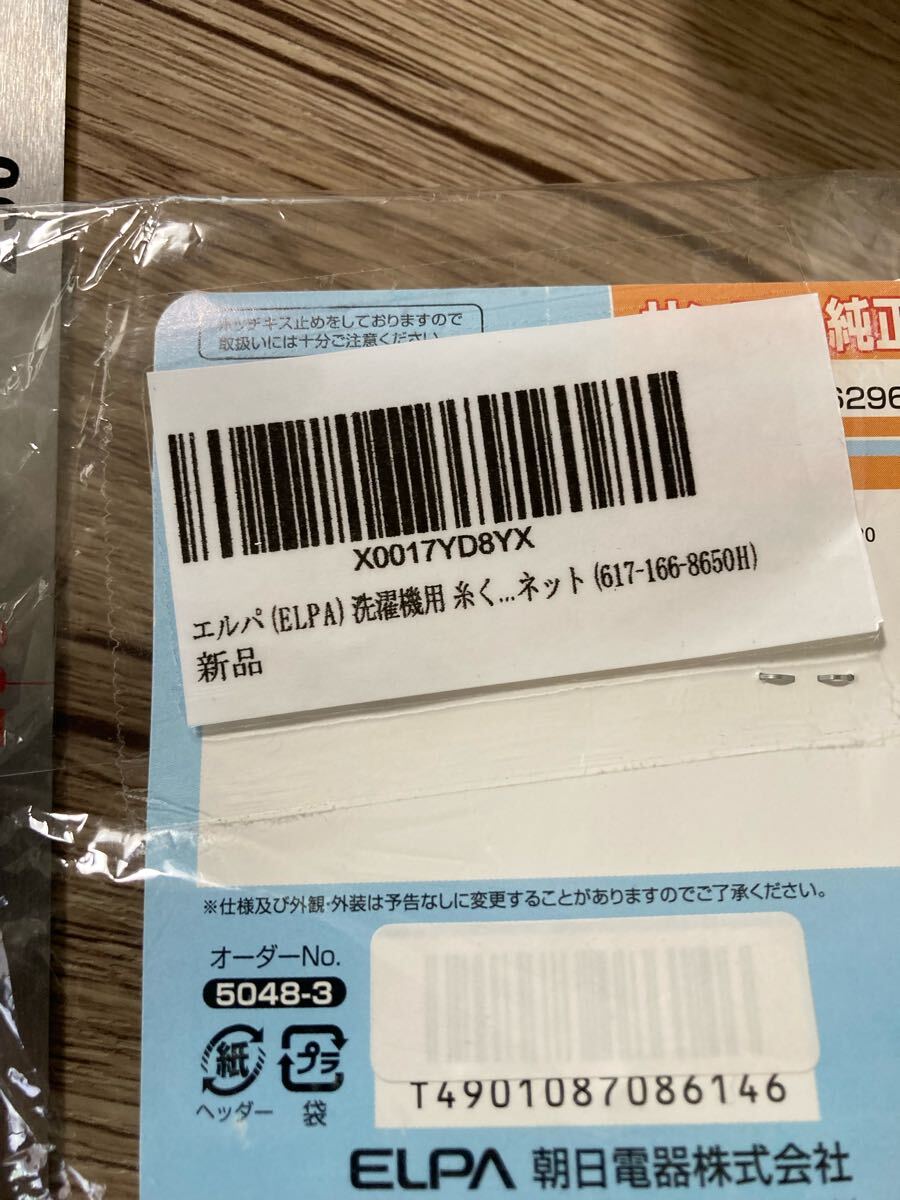 ホッチキス止めをしておりますので
取扱いには十分ご注意ください
純正
6296
X0017YD8YX
エルパ(ELPA) 洗濯機用 糸く...ネット (617-166-8650H)
新品
※仕様及び外観・外装は予告なしに変更することがありますのでご了承ください。
オーダーNo.
5048-3
紙
プラ
ヘッダー
袋
T4901087086146
ELPA 朝日電器株式会社